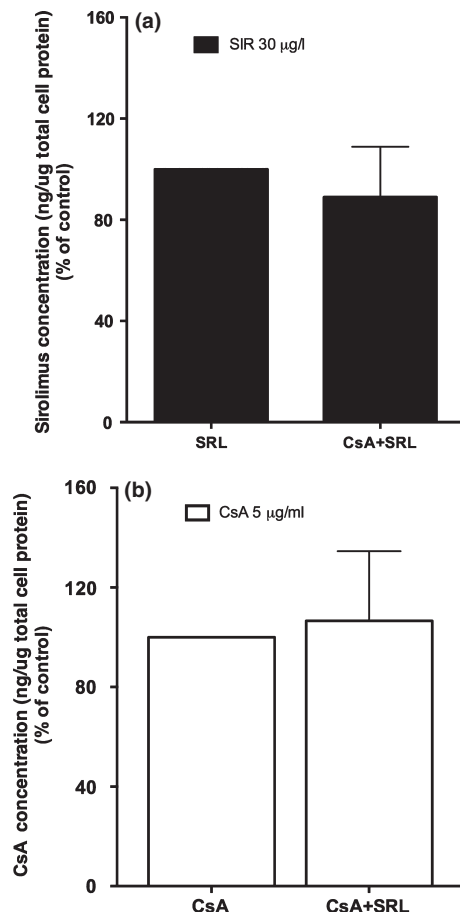 (a)
SIR 30 μg/l
Sirolimus concentration (ng/ug total cell protein)
(% of control)
160
120
80
40
0
SRL CsA+SRL
(b)
CsA 5 μg/ml
CsA concentration (ng/ug total cell protein)
(% of control)
160
120
80
40
0
CsA CsA+SRL